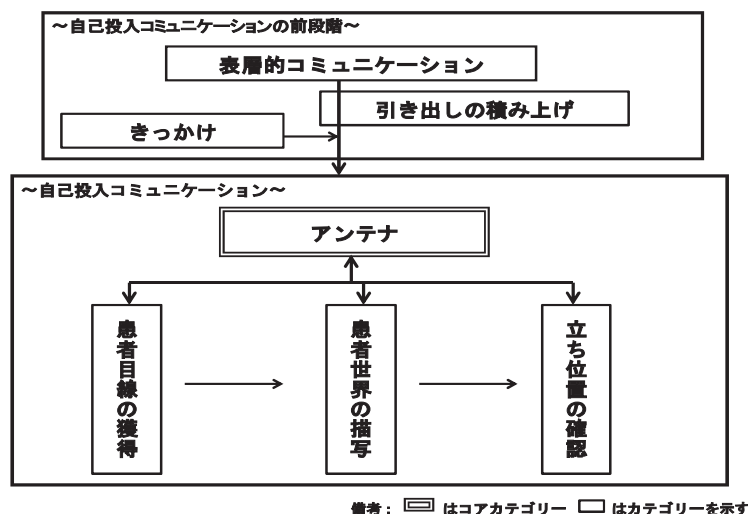 ～自己投入コミュニケーションの前段階～
表層的コミュニケーション
引き出しの積み上げ
きっかけ
～自己投入コミュニケーション～
アンテナ
患者目線の獲得
患者世界の描写
立ち位置の確認
備考： はコアカテゴリー はカテゴリーを示す